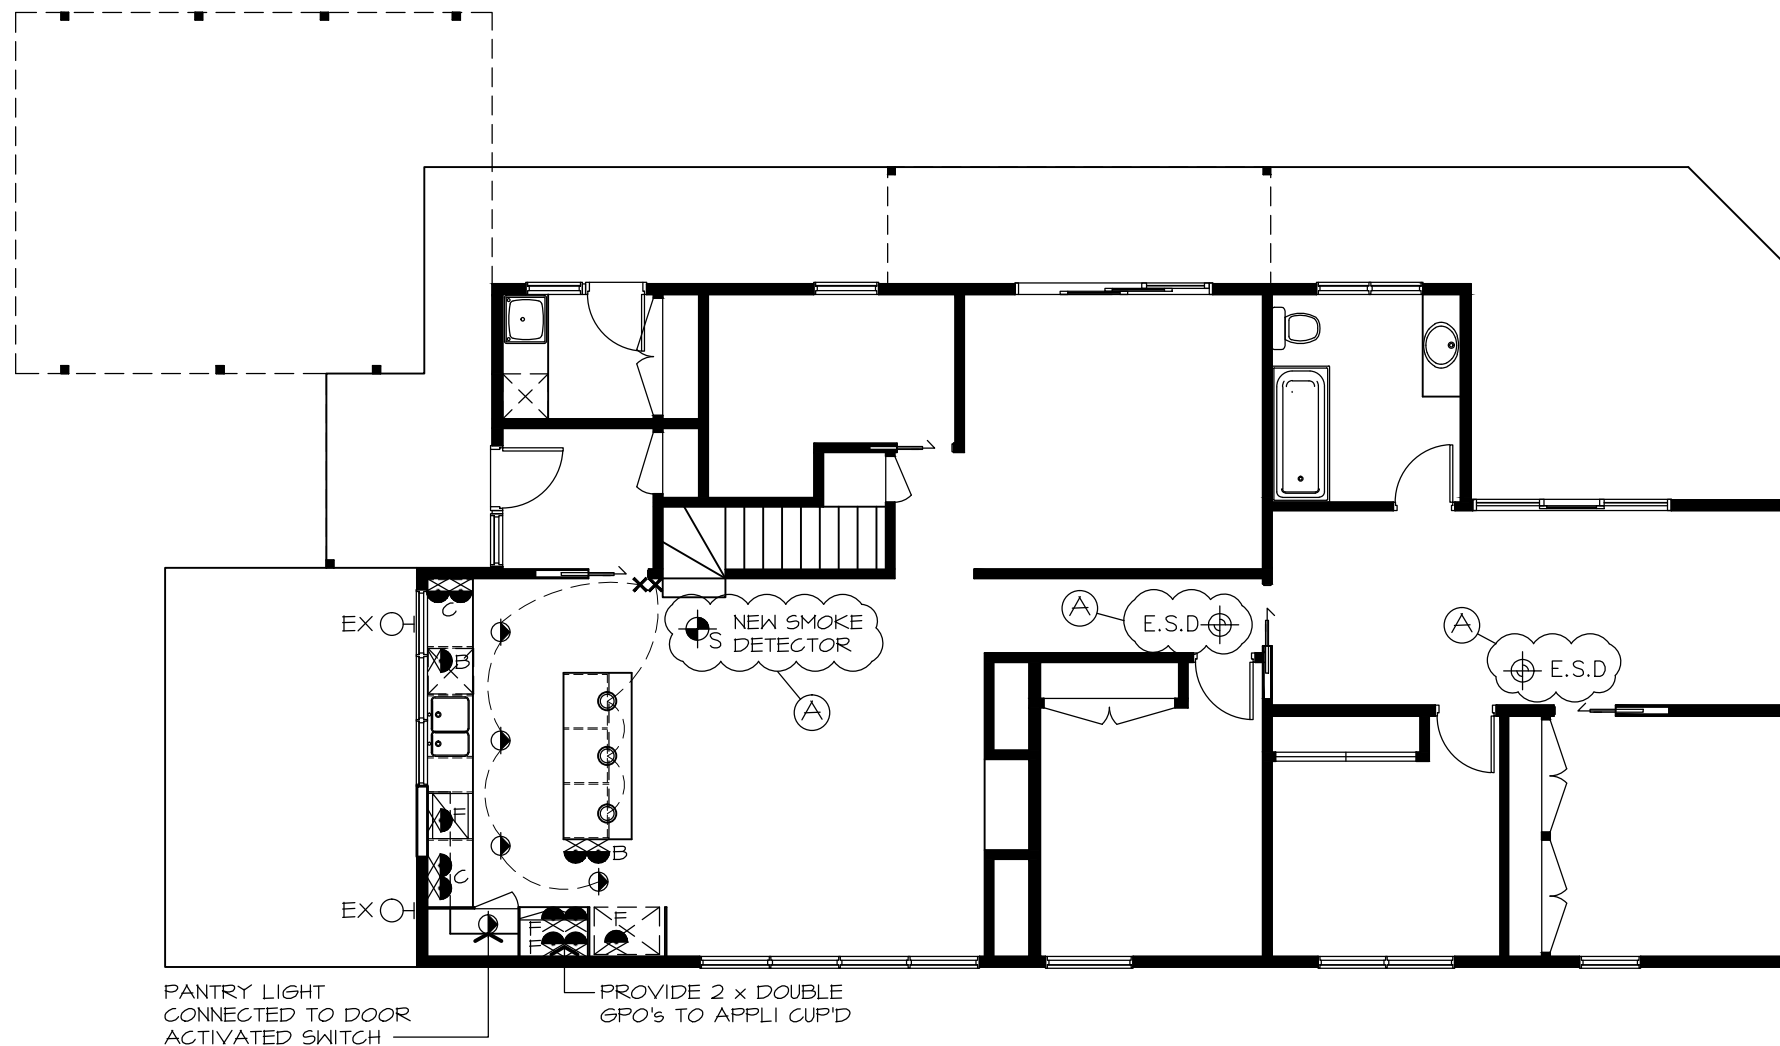 EX
C
B
F
C
EX
NEW SMOKE
S DETECTOR
A
B
A
E.S.D
A
E.S.D
F
F
F
PANTRY LIGHT
CONNECTED TO DOOR
ACTIVATED SWITCH
PROVIDE 2 x DOUBLE
GPO's TO APPLI CUP'D